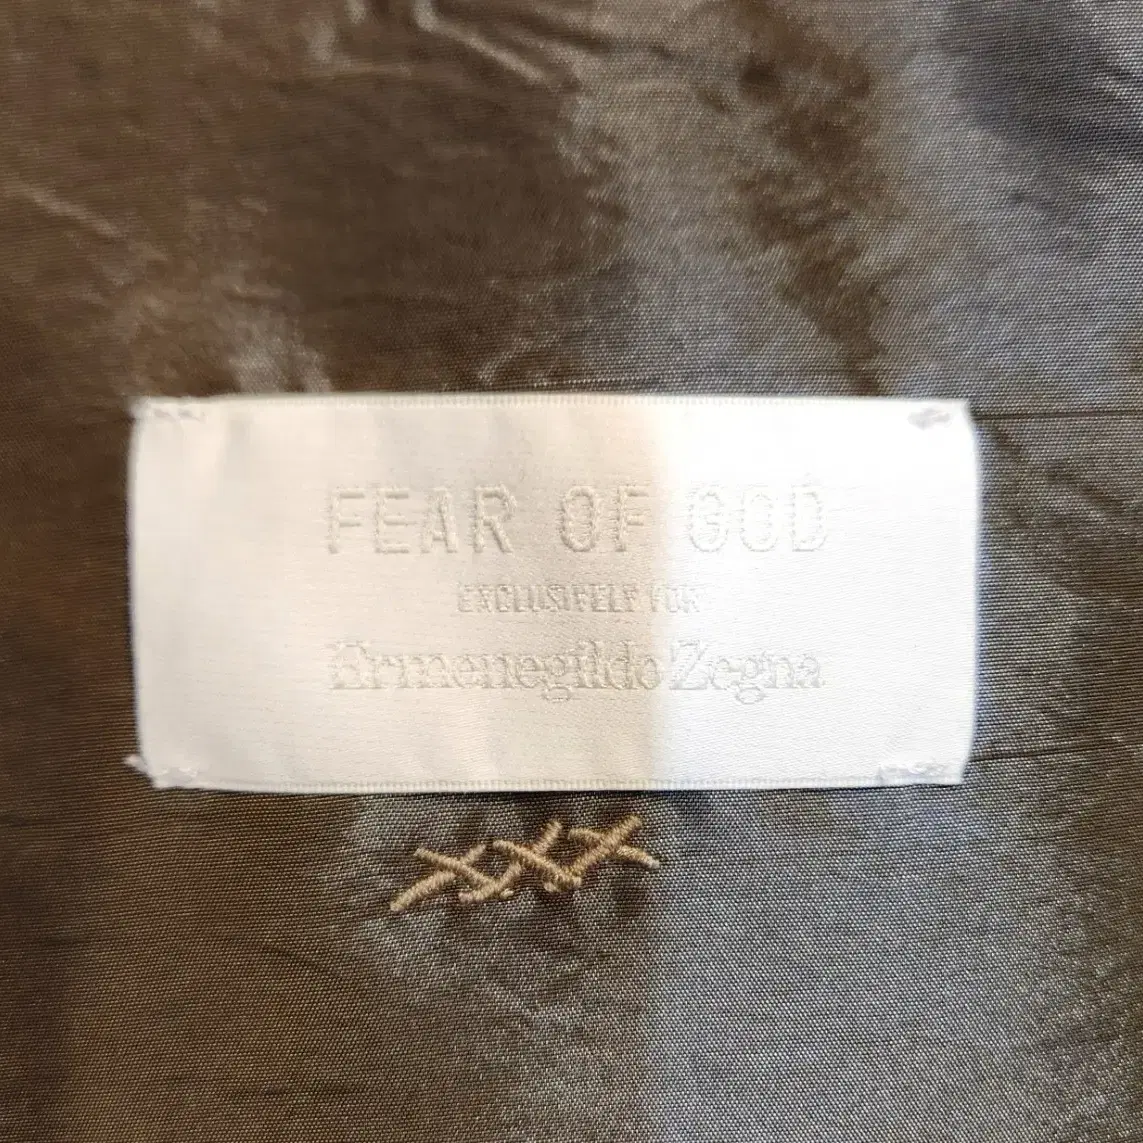 FEAR OF GOD
EXCLUSIVELY FOR
Ermenegildo Zegna